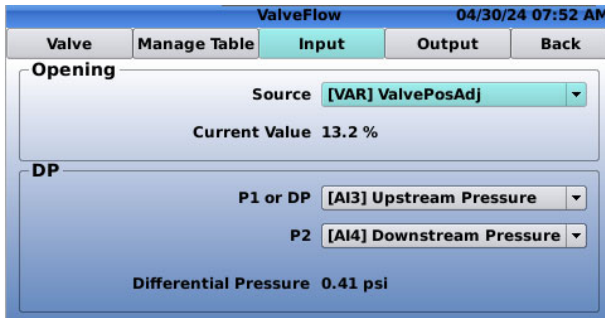 ValveFlow 04/30/24 07:52 AM
Valve Manage Table Input Output Back
Opening
Source [VAR] ValvePosAdj
Current Value 13.2 %
DP
P1 or DP [AI3] Upstream Pressure
P2 [AI4] Downstream Pressure
Differential Pressure 0.41 psi